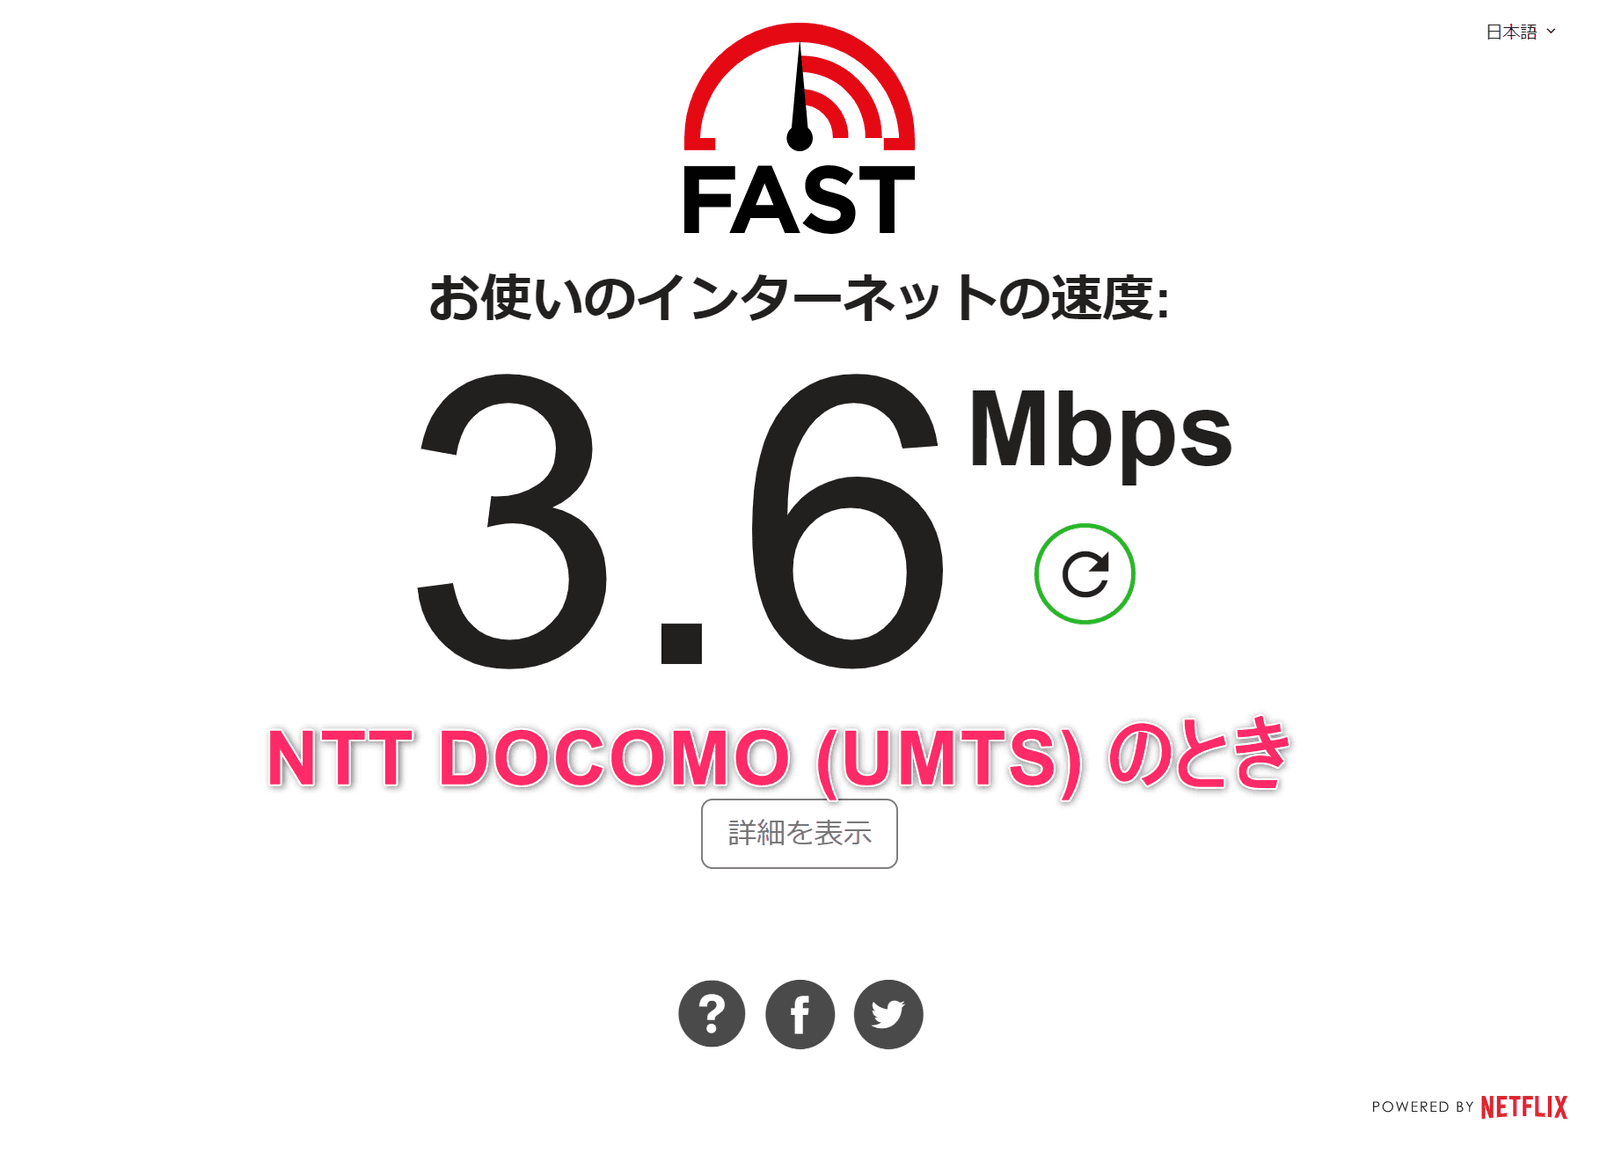 日本語
FAST
お使いのインターネットの速度:
3.6 Mbps
NTT DOCOMO (UMTS) のとき
詳細を表示
POWERED BY NETFLIX